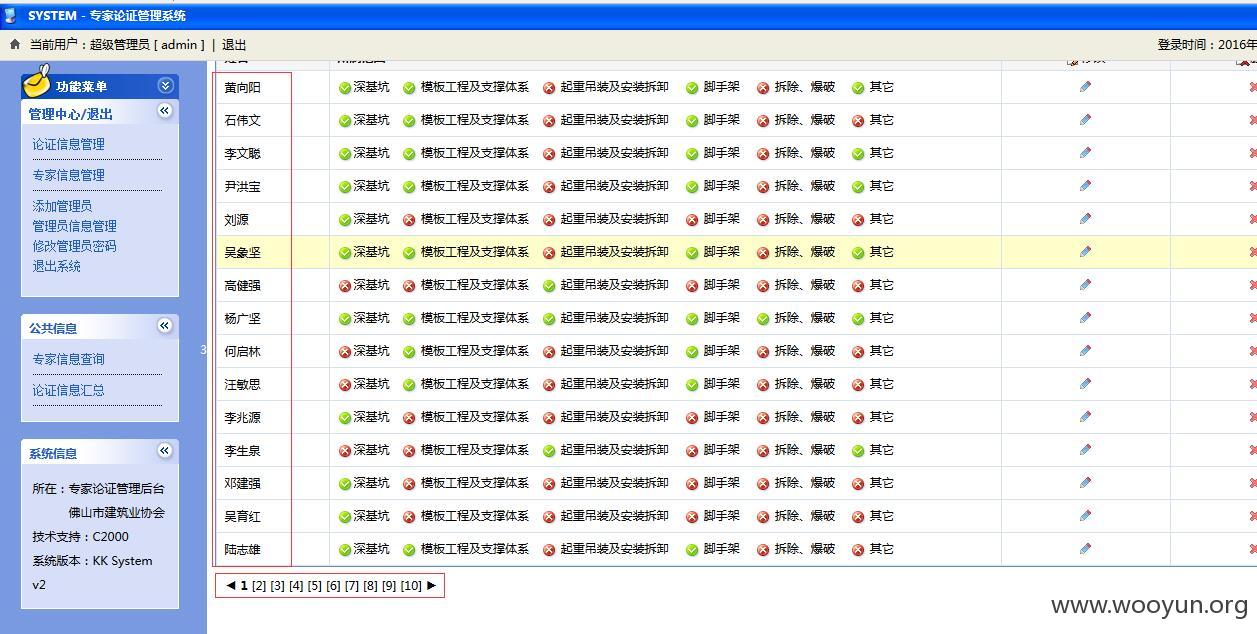 SYSTEM - 专家论证管理系统
当前用户：超级管理员 [ admin ] | 退出
登录时间：2016年
功能菜单
管理中心/退出
论证信息管理
专家信息管理
添加管理员
管理员信息管理
修改管理员密码
退出系统
公共信息
专家信息查询
论证信息汇总
系统信息
所在：专家论证管理后台
佛山市建筑业协会
技术支持：C2000
系统版本：KK System
v2
3
黄向阳 深基坑 模板工程及支撑体系 起重吊装及安装拆卸 脚手架 拆除、爆破 其它
石伟文 深基坑 模板工程及支撑体系 起重吊装及安装拆卸 脚手架 拆除、爆破 其它
李文聪 深基坑 模板工程及支撑体系 起重吊装及安装拆卸 脚手架 拆除、爆破 其它
尹洪宝 深基坑 模板工程及支撑体系 起重吊装及安装拆卸 脚手架 拆除、爆破 其它
刘源 深基坑 模板工程及支撑体系 起重吊装及安装拆卸 脚手架 拆除、爆破 其它
吴象坚 深基坑 模板工程及支撑体系 起重吊装及安装拆卸 脚手架 拆除、爆破 其它
高健强 深基坑 模板工程及支撑体系 起重吊装及安装拆卸 脚手架 拆除、爆破 其它
杨广坚 深基坑 模板工程及支撑体系 起重吊装及安装拆卸 脚手架 拆除、爆破 其它
何启林 深基坑 模板工程及支撑体系 起重吊装及安装拆卸 脚手架 拆除、爆破 其它
汪敏思 深基坑 模板工程及支撑体系 起重吊装及安装拆卸 脚手架 拆除、爆破 其它
李兆源 深基坑 模板工程及支撑体系 起重吊装及安装拆卸 脚手架 拆除、爆破 其它
李生泉 深基坑 模板工程及支撑体系 起重吊装及安装拆卸 脚手架 拆除、爆破 其它
邓建强 深基坑 模板工程及支撑体系 起重吊装及安装拆卸 脚手架 拆除、爆破 其它
吴育红 深基坑 模板工程及支撑体系 起重吊装及安装拆卸 脚手架 拆除、爆破 其它
陆志雄 深基坑 模板工程及支撑体系 起重吊装及安装拆卸 脚手架 拆除、爆破 其它
◀ 1 [2] [3] [4] [5] [6] [7] [8] [9] [10] ▶
www.wooyun.org